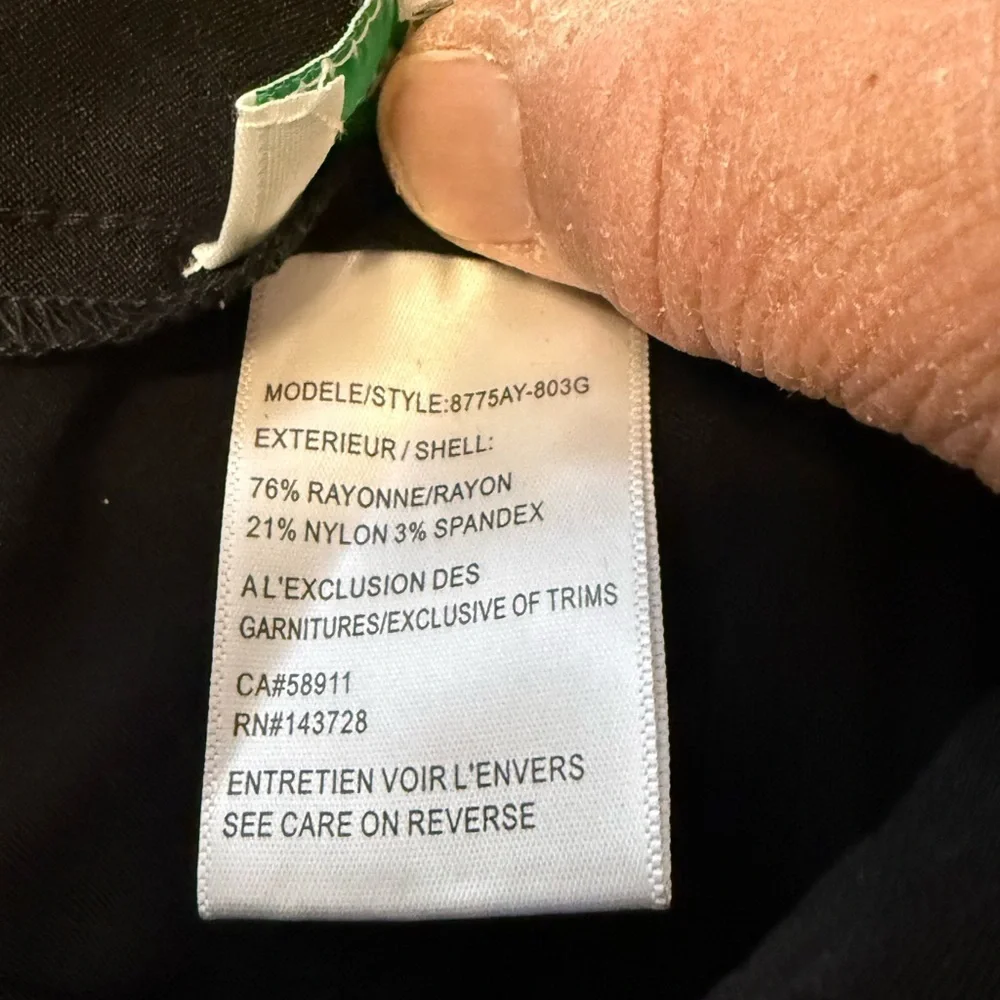 MODELE/STYLE:8775AY-803G
EXTERIEUR/SHELL:
76% RAYONNE/RAYON
21% NYLON 3% SPANDEX
A L'EXCLUSION DES
GARNITURES/EXCLUSIVE OF TRIMS
CA#58911
RN#143728
ENTRETIEN VOIR L'ENVERS
SEE CARE ON REVERSE